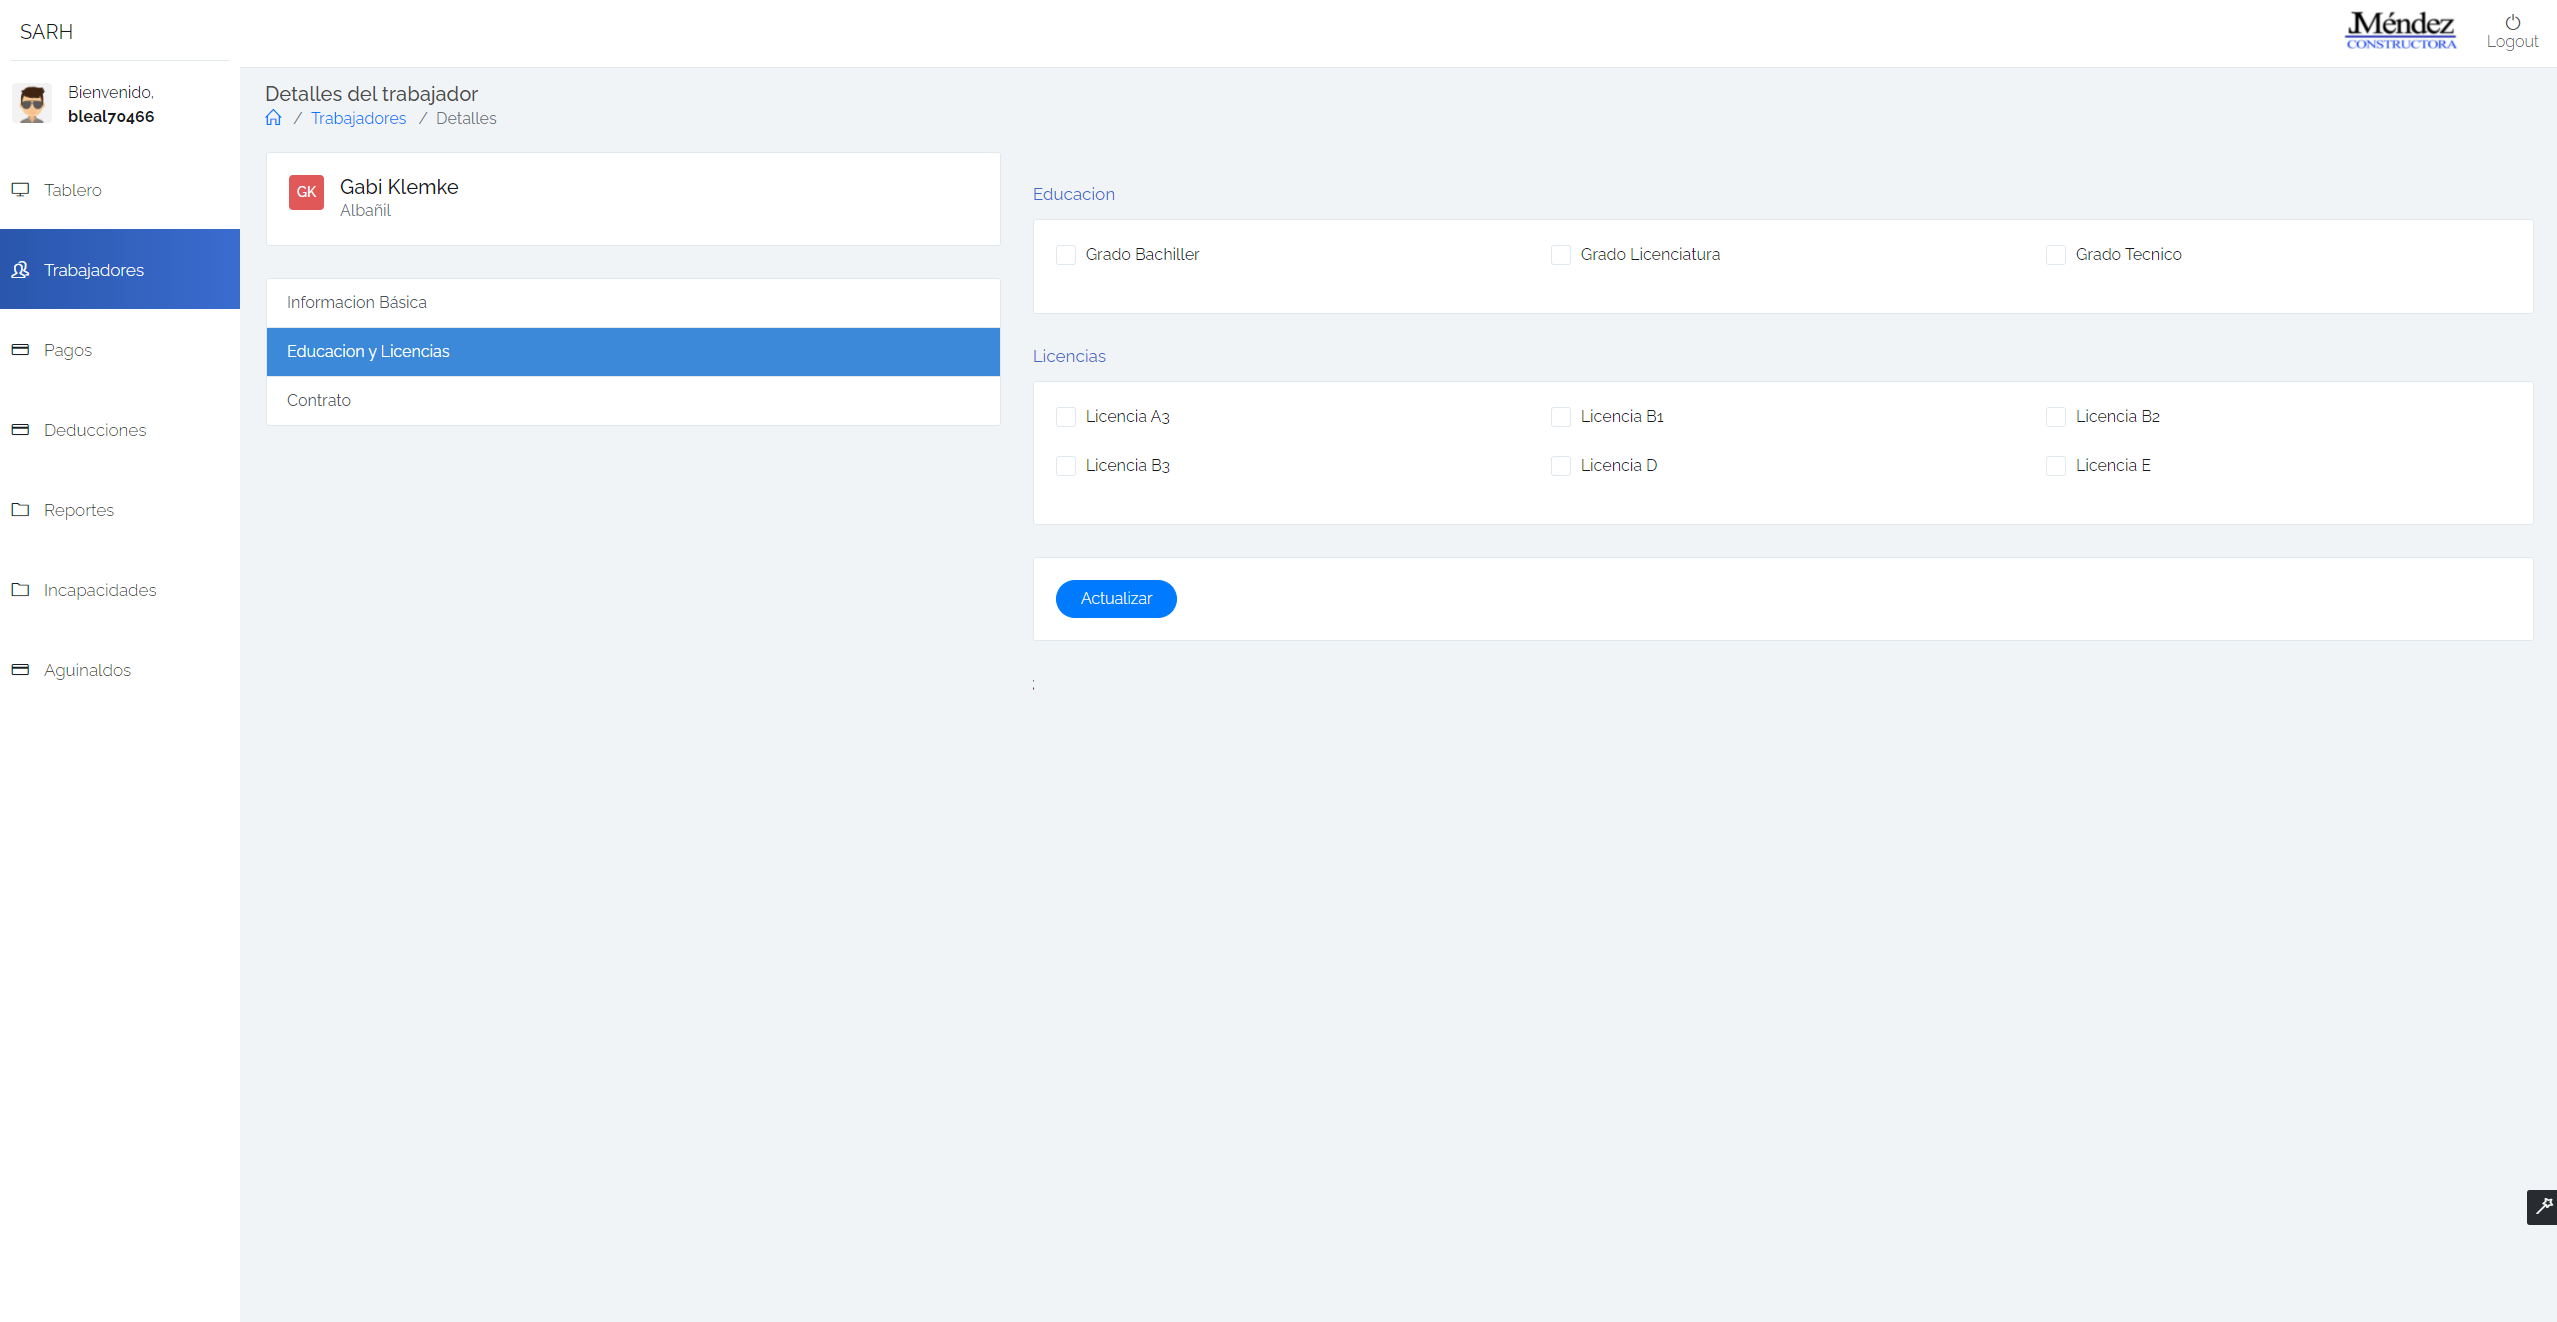 SARH
JMéndez
CONSTRUCTORA
Logout
Bienvenido,
bleal70466
Tablero
Trabajadores
Pagos
Deducciones
Reportes
Incapacidades
Aguinaldos
Detalles del trabajador
/ Trabajadores / Detalles
GK
Gabi Klemke
Albañil
Informacion Básica
Educacion y Licencias
Contrato
Educacion
Grado Bachiller
Grado Licenciatura
Grado Tecnico
Licencias
Licencia A3
Licencia B1
Licencia B2
Licencia B3
Licencia D
Licencia E
Actualizar
;